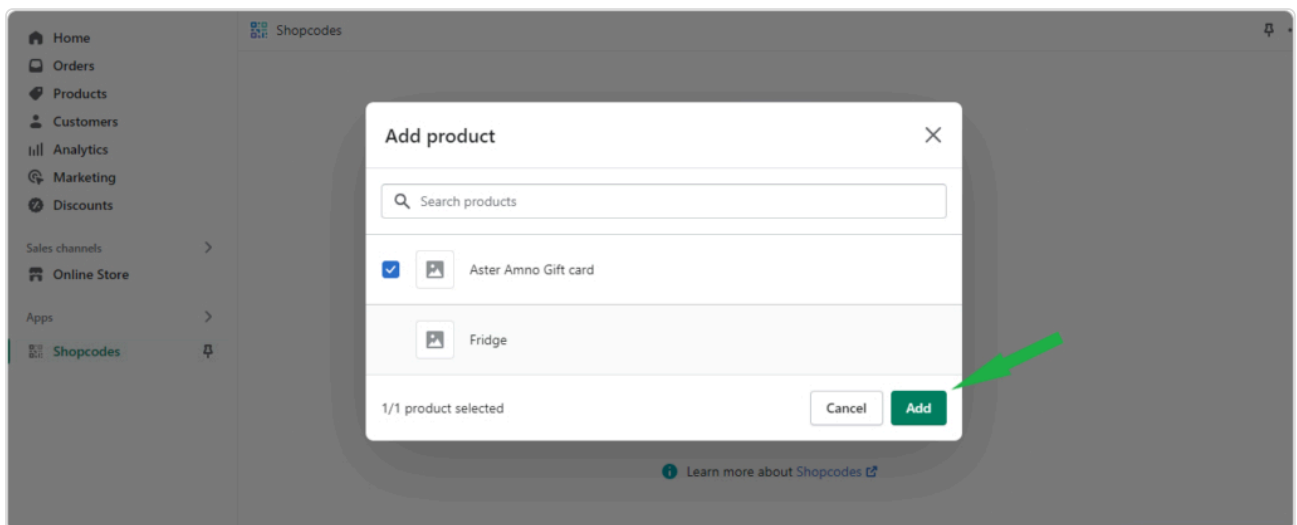 Home
Orders
Products
Customers
Analytics
Marketing
Discounts
Sales channels
Online Store
Apps
Shopcodes
Shopcodes
Add product
Search products
Aster Amno Gift card
Fridge
1/1 product selected
Cancel
Add
Learn more about Shopcodes